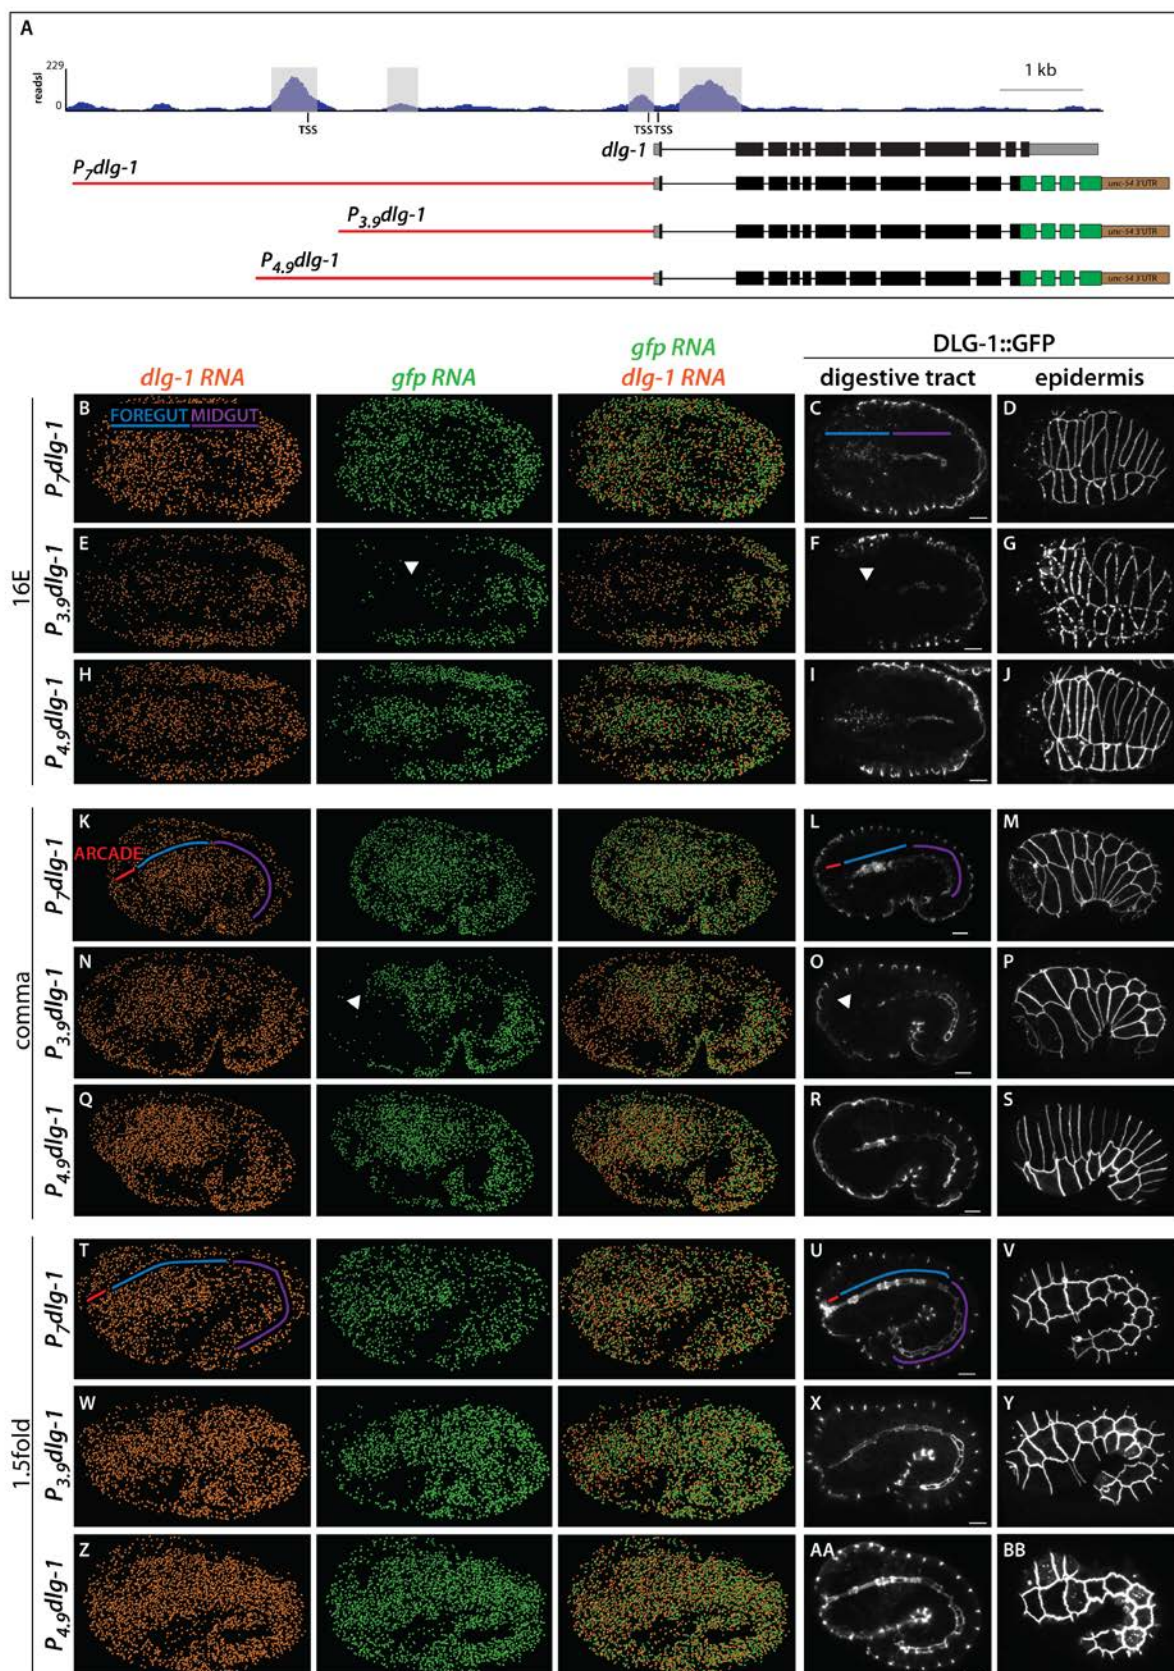 A
229
readsl
0
1 kb
TSS
TSS TSS
dlg-1
P7dlg-1
unc-54 3'UTR
P3.9dlg-1
unc-54 3'UTR
P4.9dlg-1
unc-54 3'UTR
dlg-1 RNA
gfp RNA
gfp RNA
dlg-1 RNA
DLG-1::GFP
digestive tract
epidermis
16E
P7dlg-1
B
FOREGUT MIDGUT
C
D
P3.9dlg-1
E
F
G
P4.9dlg-1
H
I
J
comma
P7dlg-1
K
ARCADE
L
M
P3.9dlg-1
N
O
P
P4.9dlg-1
Q
R
S
1.5fold
P7dlg-1
T
U
V
P3.9dlg-1
W
X
Y
P4.9dlg-1
Z
AA
BB